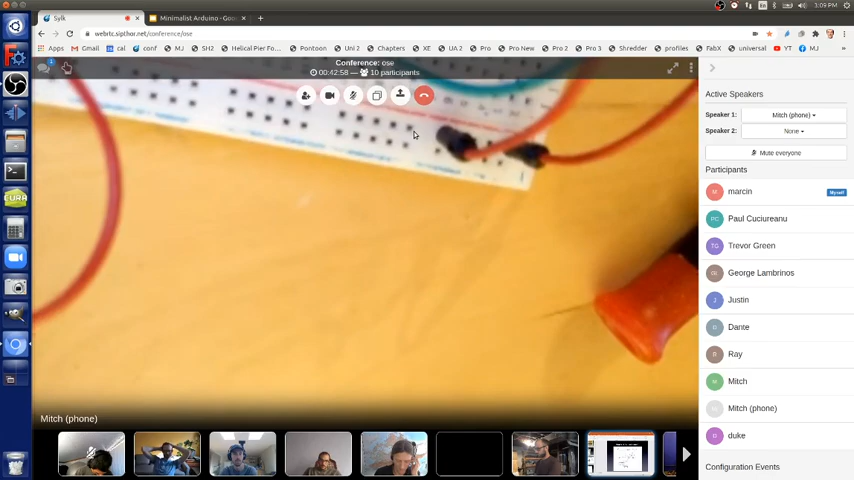 3:09 PM
Sylk
Minimalist Arduino - Goo
webrtc.sipthor.net/conference/ose
Apps
Gmail
cal
conf
MJ
SH2
Helical Pier Fo...
Pontoon
Uni 2
Chapters
XE
UA 2
Pro
Pro New
Pro 2
Pro 3
Shredder
profiles
FabX
universal
YT
MJ
Conference: ose
00:42:58 — 10 participants
Active Speakers
Speaker 1: Mitch (phone)
Speaker 2: None
Mute everyone
Participants
M marcin Myself
PC Paul Cuciureanu
TG Trevor Green
GL George Lambrinos
J Justin
D Dante
R Ray
M Mitch
M Mitch (phone)
D duke
Configuration Events
Mitch (phone)
CURA